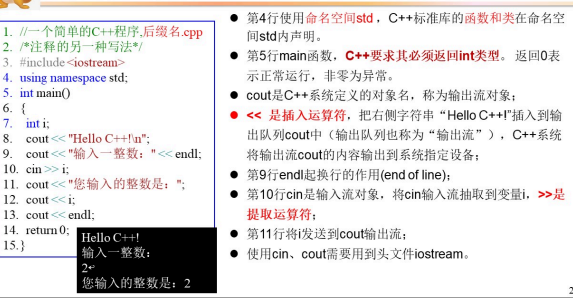 1. //一个简单的C++程序,后缀名.cpp
2. /*注释的另一种写法*/
3. #include<iostream>
4. using namespace std;
5. int main()
6. {
7. int i;
8. cout << "Hello C++!\n";
9. cout << "输入一整数：" << endl;
10. cin >> i;
11. cout << "您输入的整数是：";
12. cout << i;
13. cout << endl;
14. return 0;
15.}
Hello C++!
输入一整数：
2↵
您输入的整数是：2
● 第4行使用命名空间std，C++标准库的函数和类在命名空
间std内声明。
● 第5行main函数，C++要求其必须返回int类型。返回0表
示正常运行，非零为异常。
● cout是C++系统定义的对象名，称为输出流对象；
● << 是插入运算符，把右侧字符串“Hello C++!”插入到输
出队列cout中（输出队列也称为“输出流”），C++系统
将输出流cout的内容输出到系统指定设备；
● 第9行endl起换行的作用(end of line)；
● 第10行cin是输入流对象，将cin输入流抽取到变量i，>>是
提取运算符；
● 第11行将i发送到cout输出流；
● 使用cin、cout需要用到头文件iostream。
2